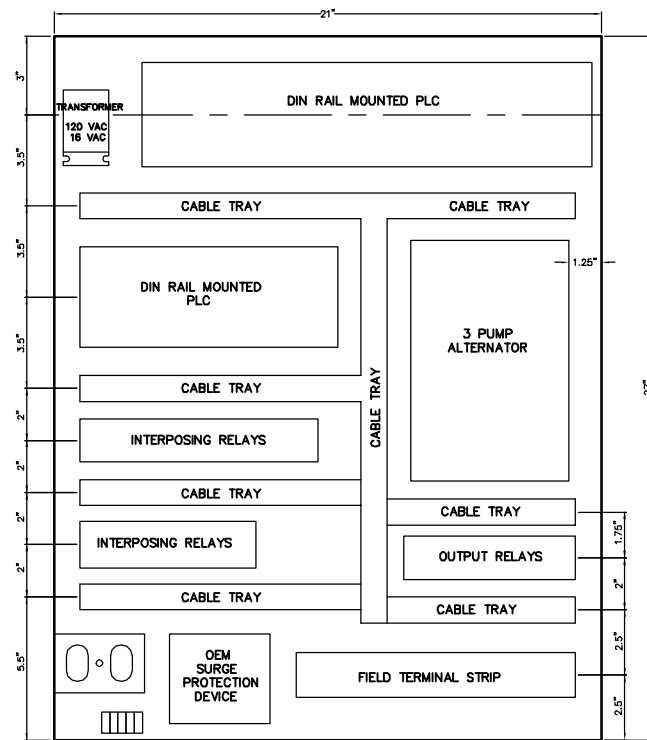 21"
3"
DIN RAIL MOUNTED PLC
TRANSFORMER
120 VAC
16 VAC
3.5"
CABLE TRAY
CABLE TRAY
3.5"
1.25"
DIN RAIL MOUNTED
PLC
3 PUMP
ALTERNATOR
3.5"
27"
CABLE TRAY
CABLE TRAY
2"
INTERPOSING RELAYS
2"
CABLE TRAY
CABLE TRAY
2"
1.75"
INTERPOSING RELAYS
OUTPUT RELAYS
2"
2"
CABLE TRAY
CABLE TRAY
5.5"
OEM
SURGE
PROTECTION
DEVICE
2.5"
FIELD TERMINAL STRIP
2.5"